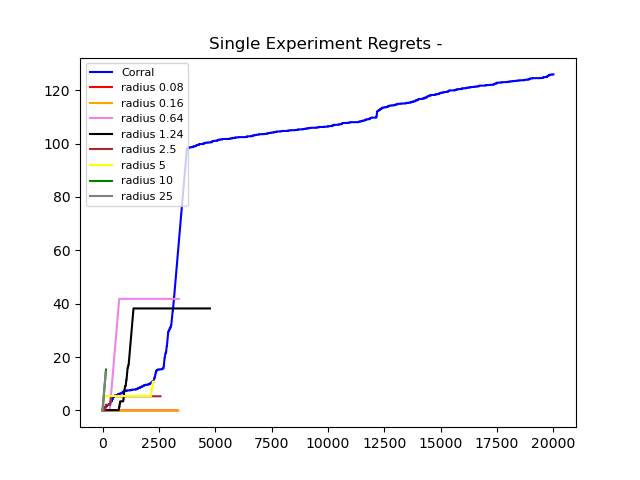 Single Experiment Regrets -
120
100
80
60
40
20
0
Corral
radius 0.08
radius 0.16
radius 0.64
radius 1.24
radius 2.5
radius 5
radius 10
radius 25
0 2500 5000 7500 10000 12500 15000 17500 20000